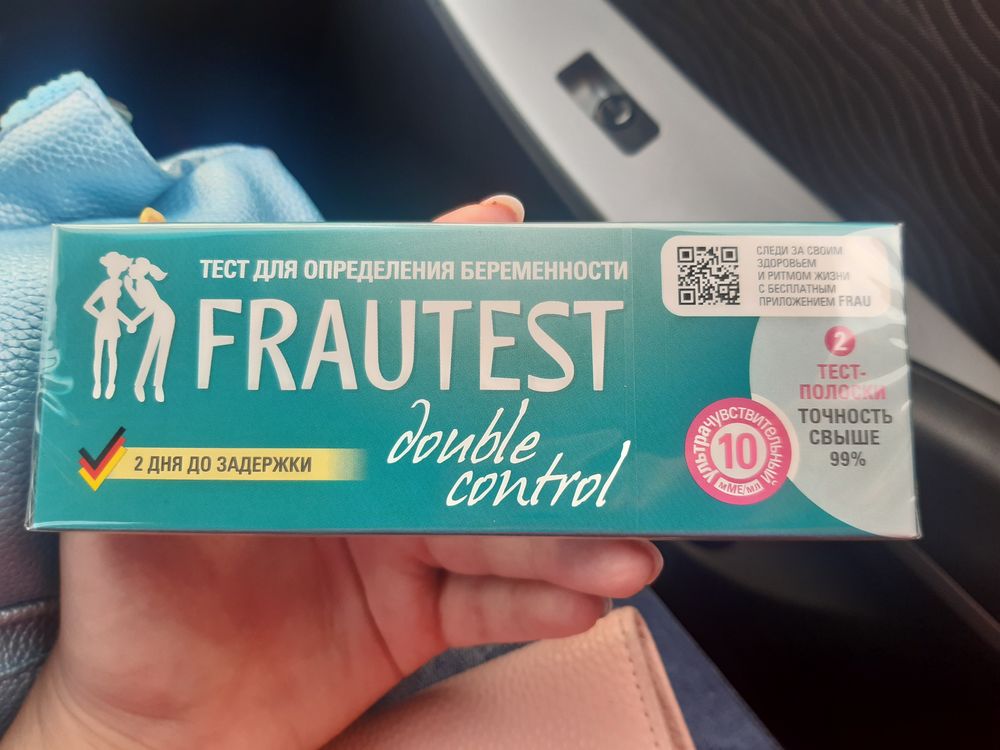 ТЕСТ ДЛЯ ОПРЕДЕЛЕНИЯ БЕРЕМЕННОСТИ
FRAUTEST
double
control
2 ДНЯ ДО ЗАДЕРЖКИ
СЛЕДИ ЗА СВОИМ
ЗДОРОВЬЕМ
И РИТМОМ ЖИЗНИ
С БЕСПЛАТНЫМ
ПРИЛОЖЕНИЕМ FRAU
2
ТЕСТ-
ПОЛОСКИ
ТОЧНОСТЬ
СВЫШЕ
99%
ультрачувствительный
10
мМЕ/мл